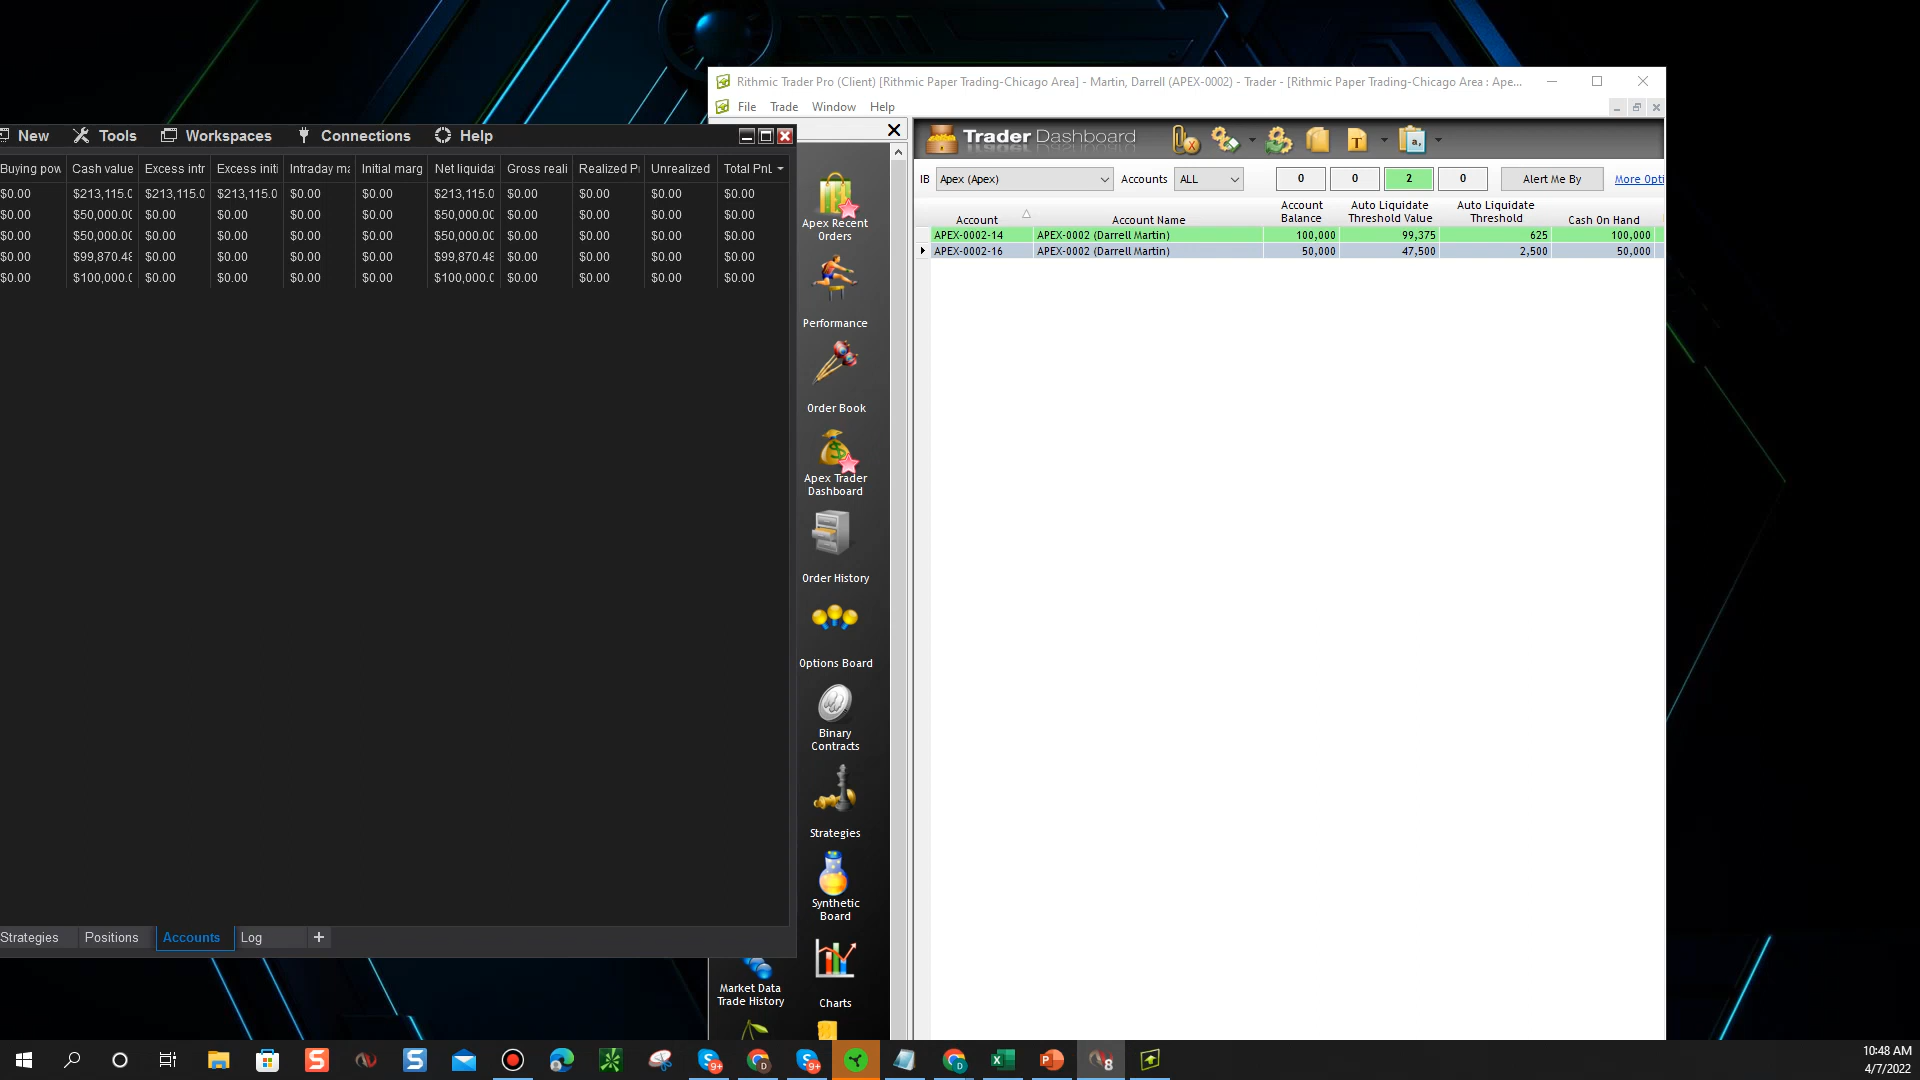 Rithmic Trader Pro (Client) [Rithmic Paper Trading-Chicago Area] - Martin, Darrell (APEX-0002) - Trader - [Rithmic Paper Trading-Chicago Area : Ape...
File Trade Window Help
New Tools Workspaces Connections Help
Buying pow Cash value Excess intr Excess initi Intraday ma Initial marg Net liquida Gross reali Realized P Unrealized Total PnL
$0.00 $213,115.0 $213,115.0 $213,115.0 $0.00 $0.00 $213,115.0 $0.00 $0.00 $0.00 $0.00
$0.00 $50,000.00 $0.00 $0.00 $0.00 $0.00 $50,000.00 $0.00 $0.00 $0.00 $0.00
$0.00 $50,000.00 $0.00 $0.00 $0.00 $0.00 $50,000.00 $0.00 $0.00 $0.00 $0.00
$0.00 $99,870.48 $0.00 $0.00 $0.00 $0.00 $99,870.48 $0.00 $0.00 $0.00 $0.00
$0.00 $100,000.0 $0.00 $0.00 $0.00 $0.00 $100,000.0 $0.00 $0.00 $0.00 $0.00
Strategies Positions Accounts Log +
Apex Recent
Orders
Performance
Order Book
Apex Trader
Dashboard
Order History
Options Board
Binary
Contracts
Strategies
Synthetic
Board
Charts
Market Data
Trade History
Trader Dashboard
IB Apex (Apex) Accounts ALL 0 0 2 0 Alert Me By More Opti
Account Account Name Account Balance Auto Liquidate Threshold Value Auto Liquidate Threshold Cash On Hand
APEX-0002-14 APEX-0002 (Darrell Martin) 100,000 99,375 625 100,000
APEX-0002-16 APEX-0002 (Darrell Martin) 50,000 47,500 2,500 50,000
10:48 AM
4/7/2022